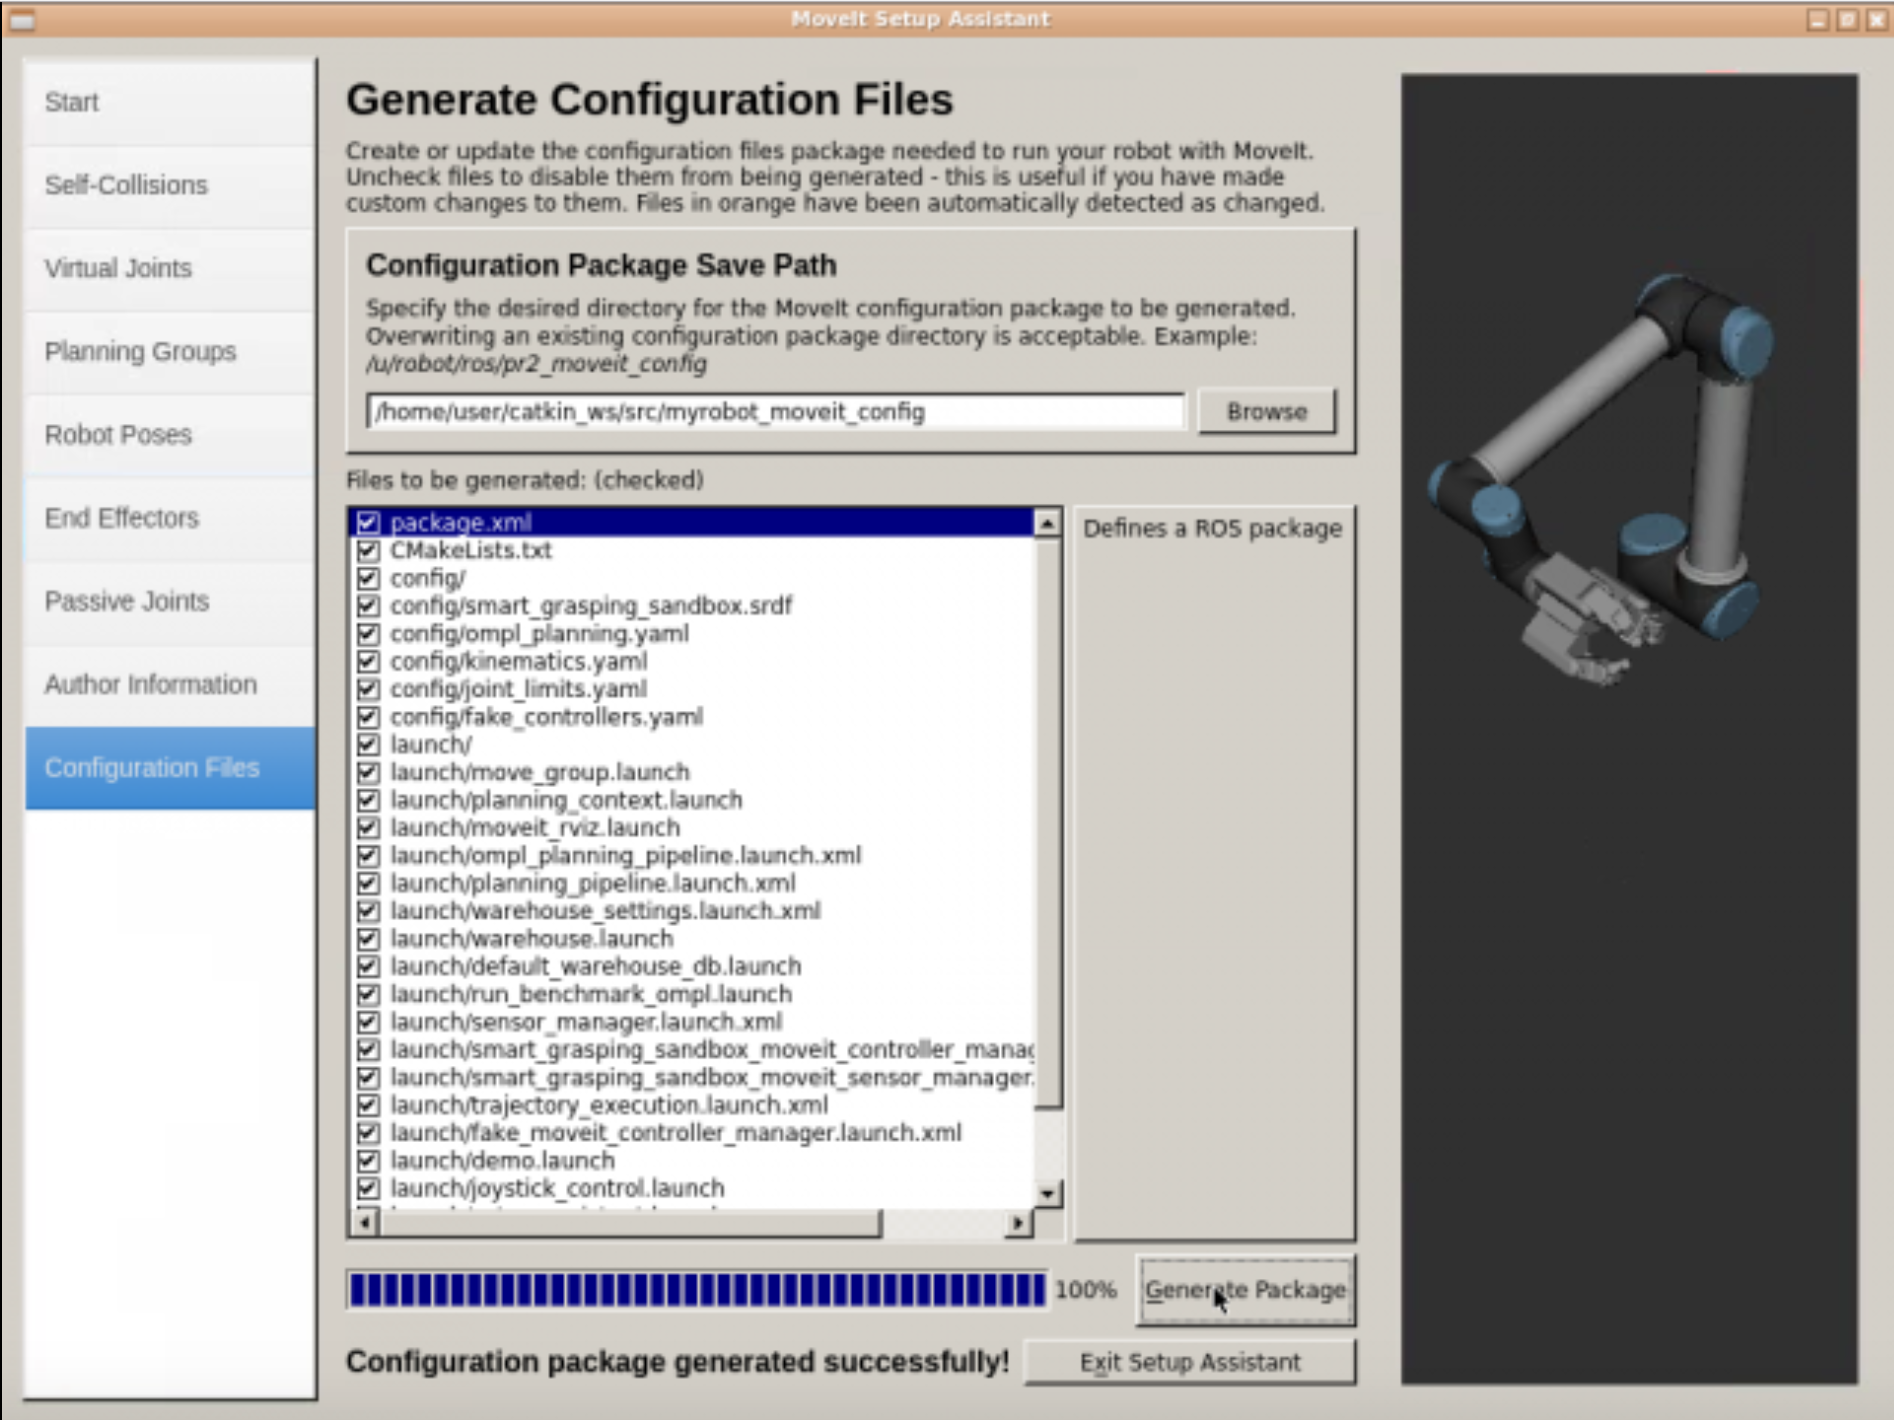 MoveIt Setup Assistant
Start
Self-Collisions
Virtual Joints
Planning Groups
Robot Poses
End Effectors
Passive Joints
Author Information
Configuration Files
Generate Configuration Files
Create or update the configuration files package needed to run your robot with MoveIt.
Uncheck files to disable them from being generated - this is useful if you have made
custom changes to them. Files in orange have been automatically detected as changed.
Configuration Package Save Path
Specify the desired directory for the MoveIt configuration package to be generated.
Overwriting an existing configuration package directory is acceptable. Example:
/u/robot/ros/pr2_moveit_config
/home/user/catkin_ws/src/myrobot_moveit_config
Browse
Files to be generated: (checked)
package.xml
CMakeLists.txt
config/
config/smart_grasping_sandbox.srdf
config/ompl_planning.yaml
config/kinematics.yaml
config/joint_limits.yaml
config/fake_controllers.yaml
launch/
launch/move_group.launch
launch/planning_context.launch
launch/moveit_rviz.launch
launch/ompl_planning_pipeline.launch.xml
launch/planning_pipeline.launch.xml
launch/warehouse_settings.launch.xml
launch/warehouse.launch
launch/default_warehouse_db.launch
launch/run_benchmark_ompl.launch
launch/sensor_manager.launch.xml
launch/smart_grasping_sandbox_moveit_controller_manag
launch/smart_grasping_sandbox_moveit_sensor_manager.
launch/trajectory_execution.launch.xml
launch/fake_moveit_controller_manager.launch.xml
launch/demo.launch
launch/joystick_control.launch
Defines a ROS package
100%
Generate Package
Configuration package generated successfully!
Exit Setup Assistant